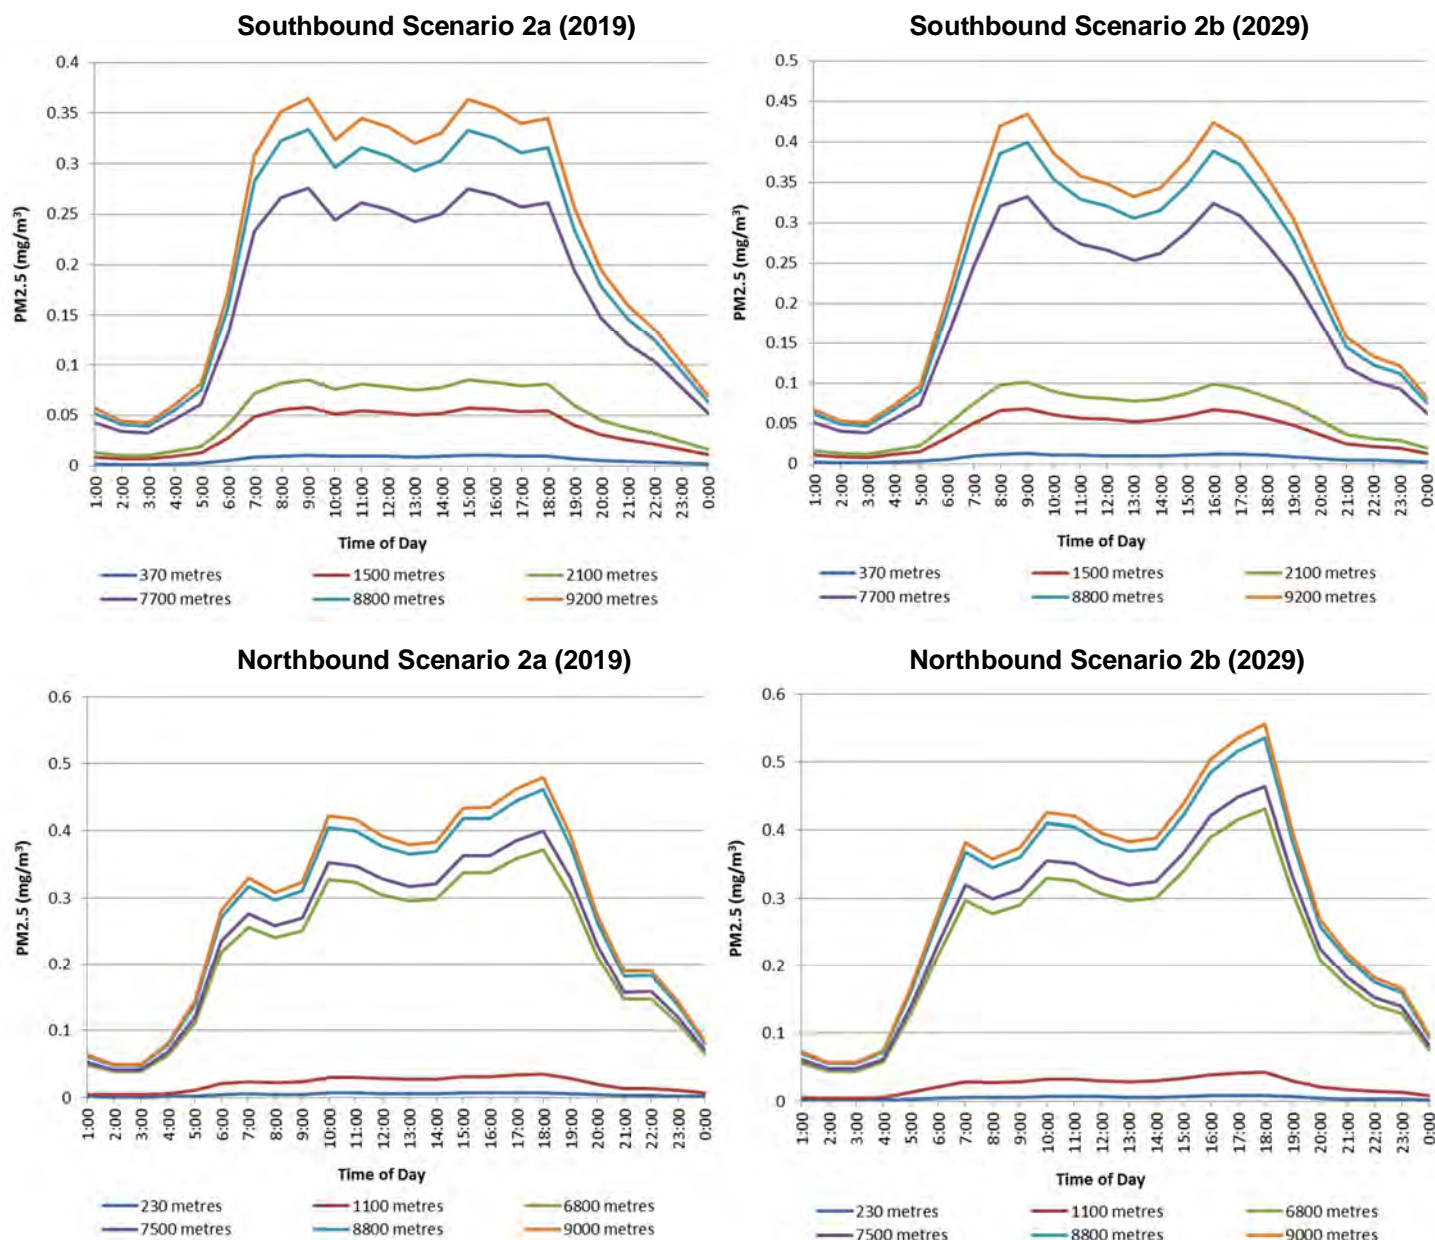 Southbound Scenario 2a (2019)
0.4
0.35
0.3
0.25
0.2
0.15
0.1
0.05
0
PM2.5 (mg/m³)
1:00 2:00 3:00 4:00 5:00 6:00 7:00 8:00 9:00 10:00 11:00 12:00 13:00 14:00 15:00 16:00 17:00 18:00 19:00 20:00 21:00 22:00 23:00 0:00
Time of Day
370 metres 1500 metres 2100 metres
7700 metres 8800 metres 9200 metres
Southbound Scenario 2b (2029)
0.5
0.45
0.4
0.35
0.3
0.25
0.2
0.15
0.1
0.05
0
PM2.5 (mg/m³)
1:00 2:00 3:00 4:00 5:00 6:00 7:00 8:00 9:00 10:00 11:00 12:00 13:00 14:00 15:00 16:00 17:00 18:00 19:00 20:00 21:00 22:00 23:00 0:00
Time of Day
370 metres 1500 metres 2100 metres
7700 metres 8800 metres 9200 metres
Northbound Scenario 2a (2019)
0.6
0.5
0.4
0.3
0.2
0.1
0
PM2.5 (mg/m³)
1:00 2:00 3:00 4:00 5:00 6:00 7:00 8:00 9:00 10:00 11:00 12:00 13:00 14:00 15:00 16:00 17:00 18:00 19:00 20:00 21:00 22:00 23:00 0:00
Time of Day
230 metres 1100 metres 6800 metres
7500 metres 8800 metres 9000 metres
Northbound Scenario 2b (2029)
0.6
0.5
0.4
0.3
0.2
0.1
0
PM2.5 (mg/m³)
1:00 2:00 3:00 4:00 5:00 6:00 7:00 8:00 9:00 10:00 11:00 12:00 13:00 14:00 15:00 16:00 17:00 18:00 19:00 20:00 21:00 22:00 23:00 0:00
Time of Day
230 metres 1100 metres 6800 metres
7500 metres 8800 metres 9000 metres